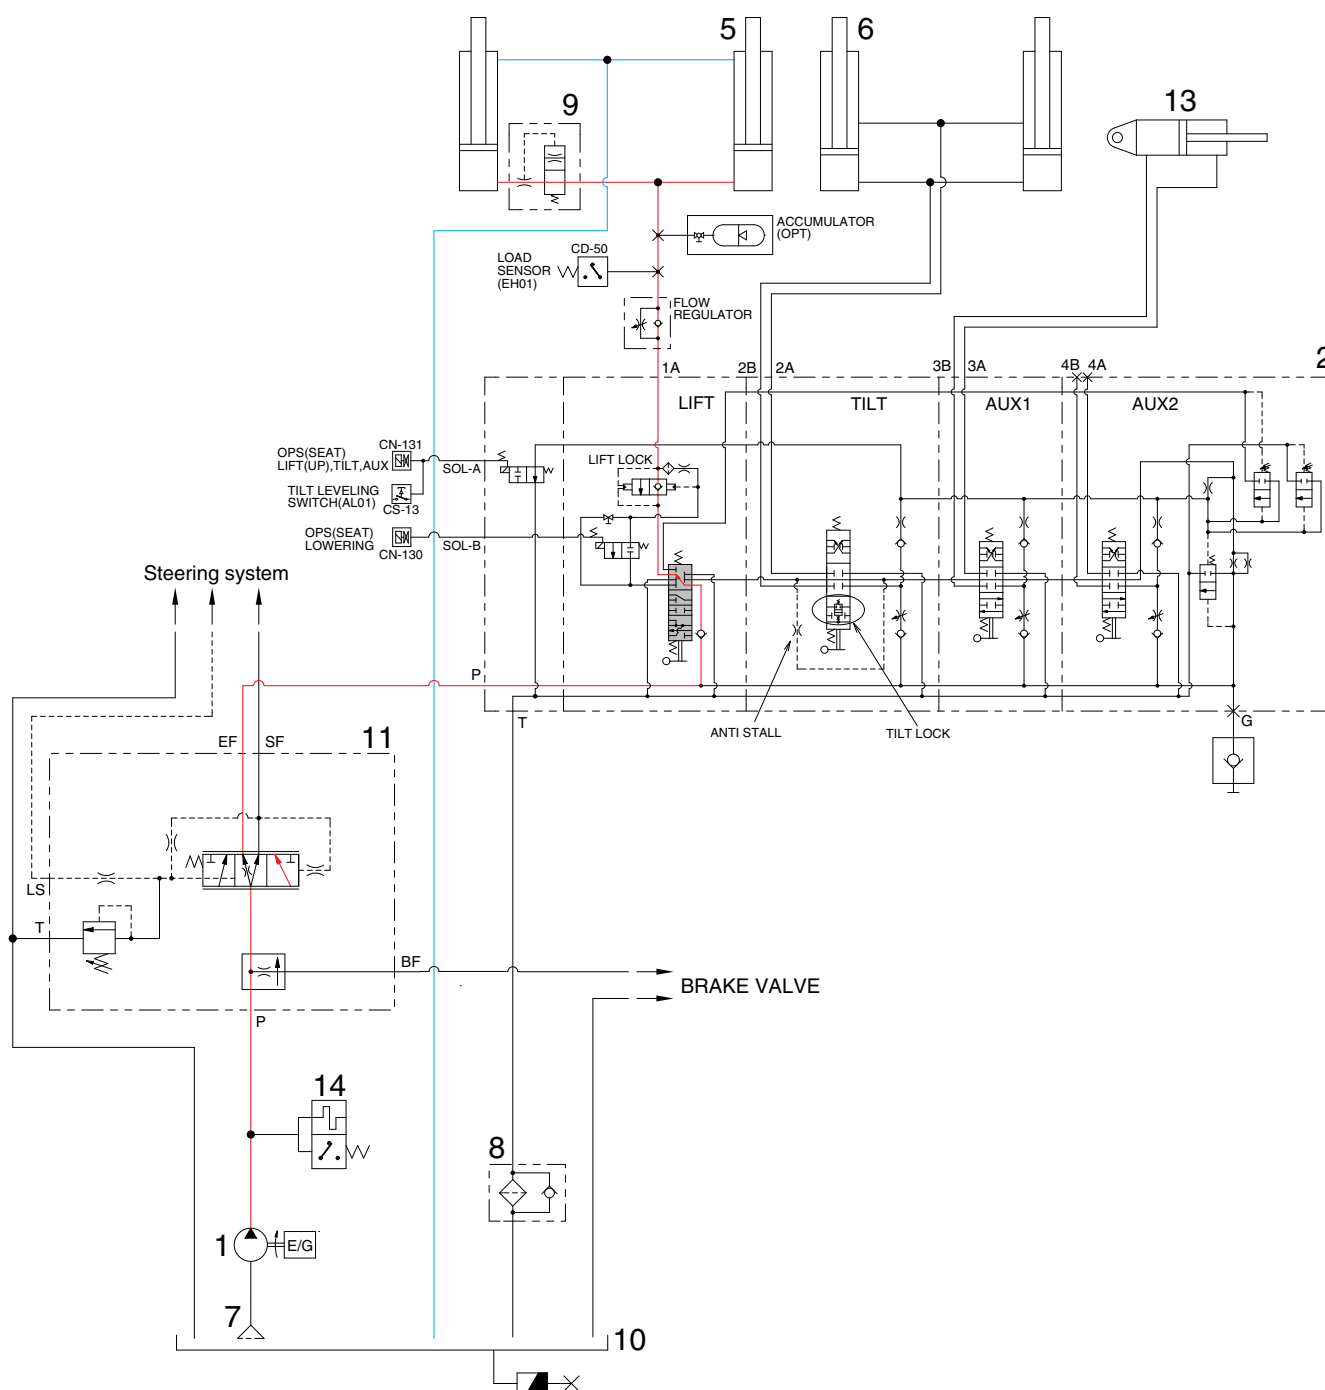 5
6
9
13
ACCUMULATOR
(OPT)
CD-50
LOAD
SENSOR
(EH01)
FLOW
REGULATOR
1A
2B
2A
3B
3A
4B
4A
2
LIFT
TILT
AUX1
AUX2
CN-131
OPS(SEAT)
LIFT(UP),TILT,AUX
SOL-A
LIFT LOCK
TILT LEVELING
SWITCH(AL01)
CS-13
OPS(SEAT)
LOWERING
CN-130
SOL-B
Steering system
P
T
ANTI STALL
TILT LOCK
G
EF
SF
11
LS
T
BF
BRAKE VALVE
P
14
8
1
E/G
7
10